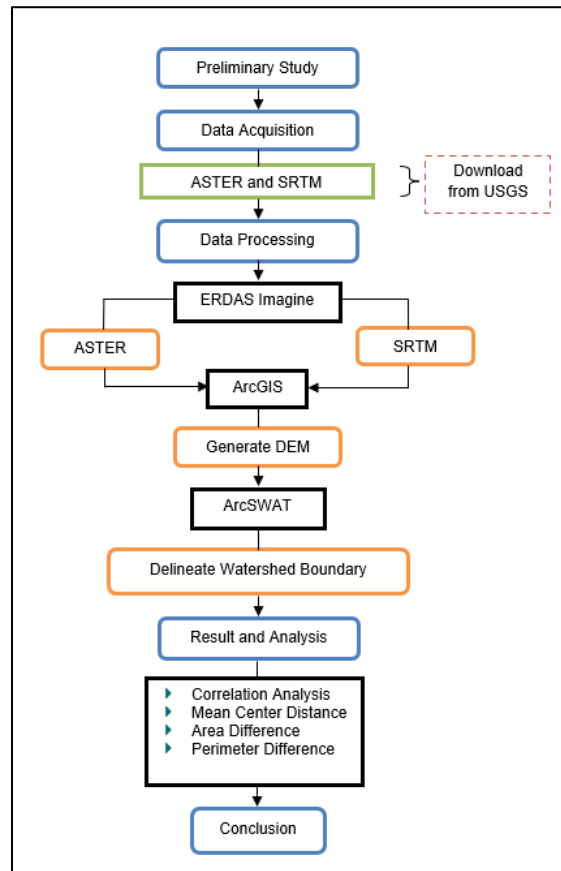 Preliminary Study
Data Acquisition
ASTER and SRTM
Download
from USGS
Data Processing
ERDAS Imagine
ASTER
SRTM
ArcGIS
Generate DEM
ArcSWAT
Delineate Watershed Boundary
Result and Analysis
Correlation Analysis
Mean Center Distance
Area Difference
Perimeter Difference
Conclusion